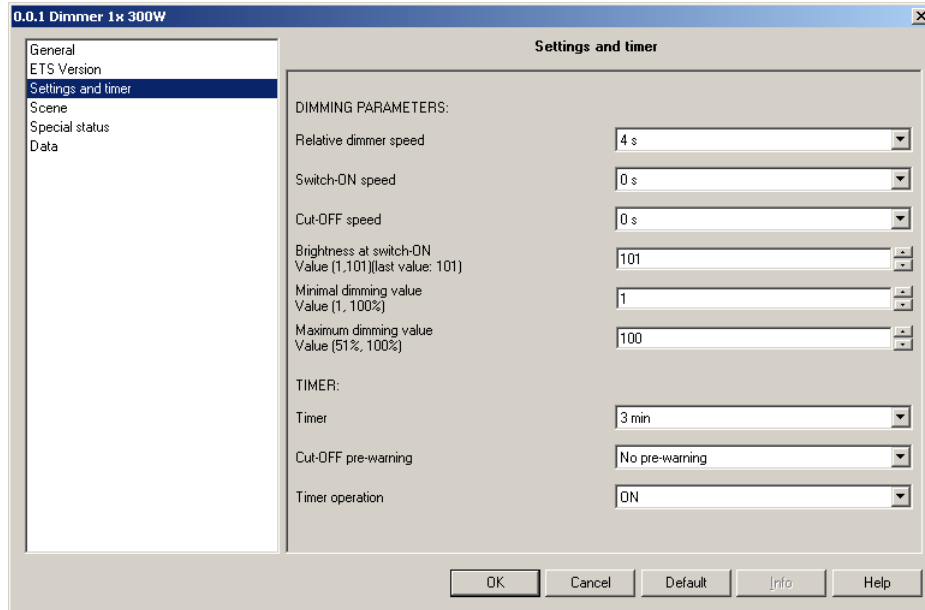 0.0.1 Dimmer 1x 300W
General
ETS Version
Settings and timer
Scene
Special status
Data
Settings and timer
DIMMING PARAMETERS:
Relative dimmer speed
4 s
Switch-ON speed
0 s
Cut-OFF speed
0 s
Brightness at switch-ON
Value (1,101)(last value: 101)
101
Minimal dimming value
Value (1, 100%)
1
Maximum dimming value
Value (51%, 100%)
100
TIMER:
Timer
3 min
Cut-OFF pre-warning
No pre-warning
Timer operation
ON
OK
Cancel
Default
Info
Help